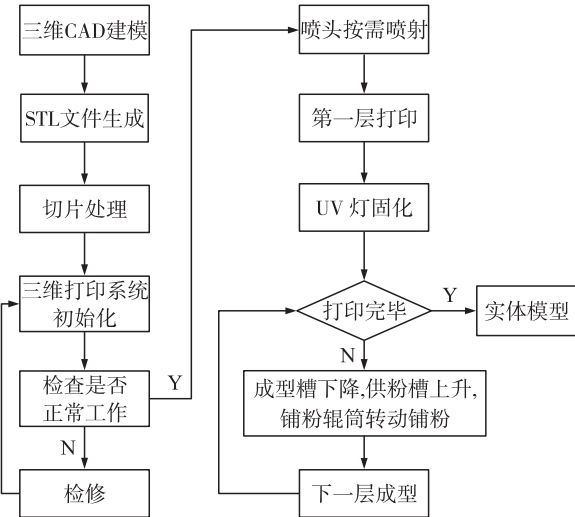 三维CAD建模
STL文件生成
切片处理
三维打印系统
初始化
检查是否
正常工作
Y
N
检修
喷头按需喷射
第一层打印
UV 灯固化
打印完毕
Y
实体模型
N
成型糟下降,供粉槽上升,
铺粉辊筒转动铺粉
下一层成型